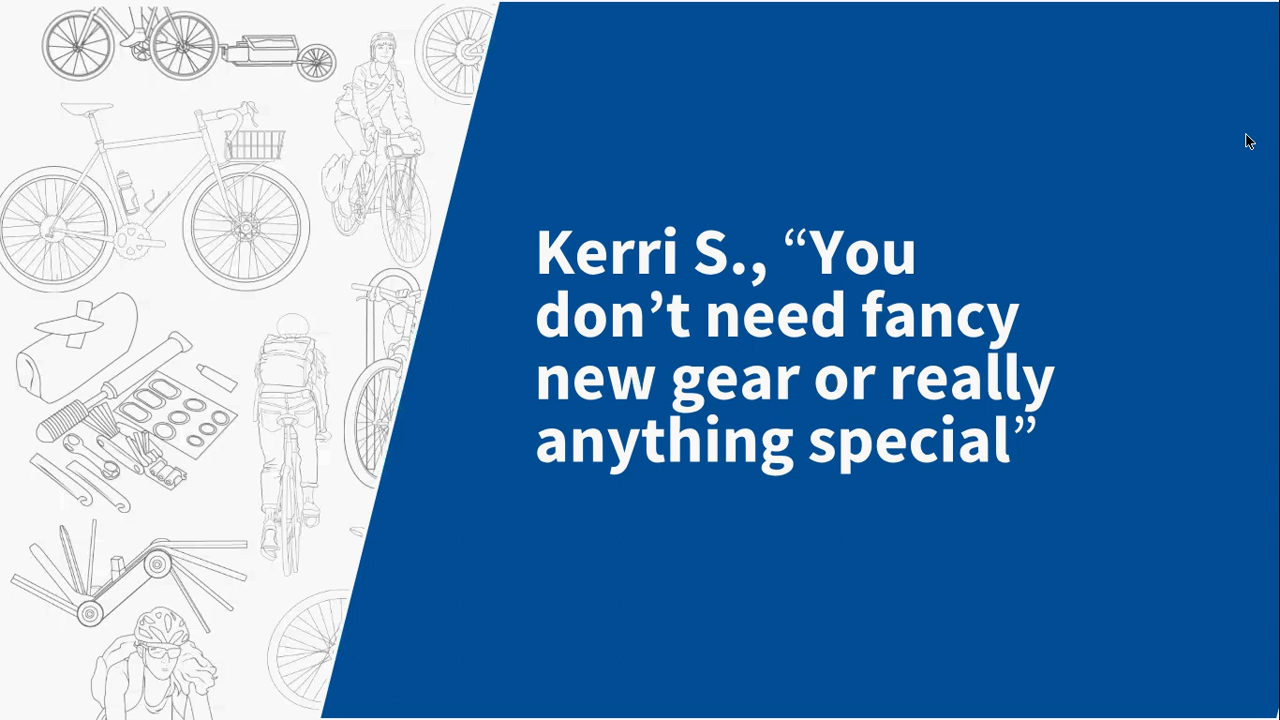 Kerri S., “You
don’t need fancy
new gear or really
anything special”